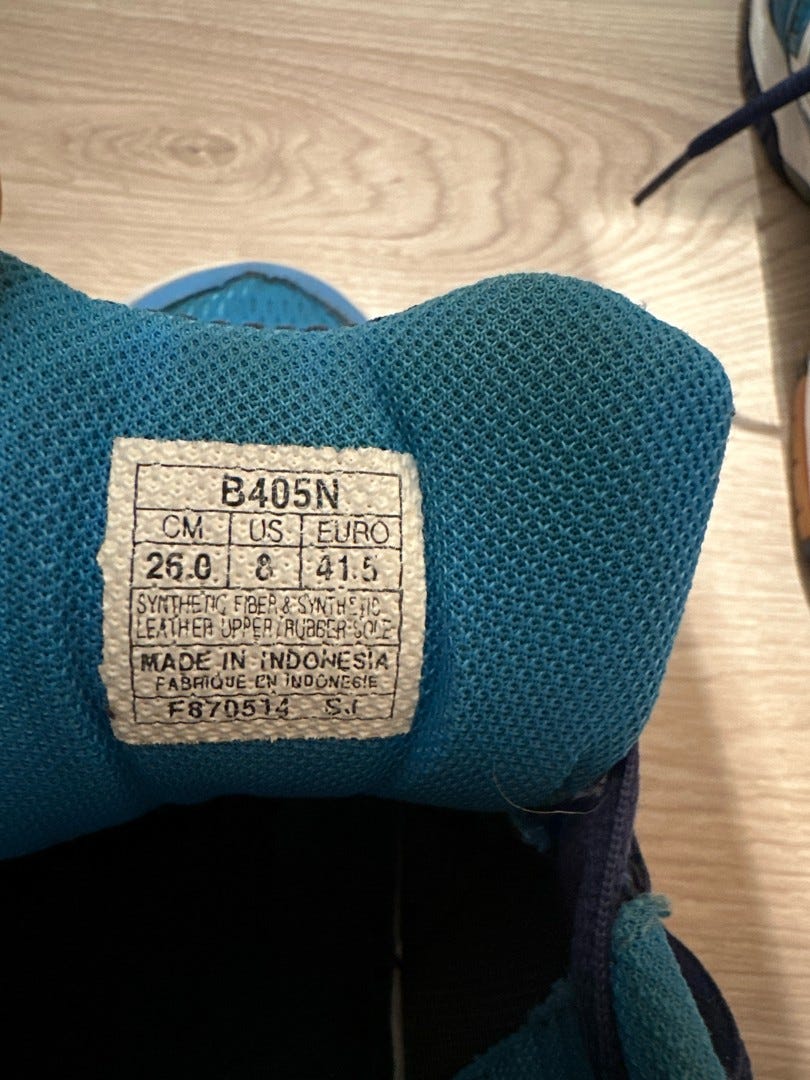 B405N
CM US EURO
26.0 8 41.5
SYNTHETIC FIBER & SYNTHETIC
LEATHER UPPER / RUBBER SOLE
MADE IN INDONESIA
FABRIQUE EN INDONESIE
F870514